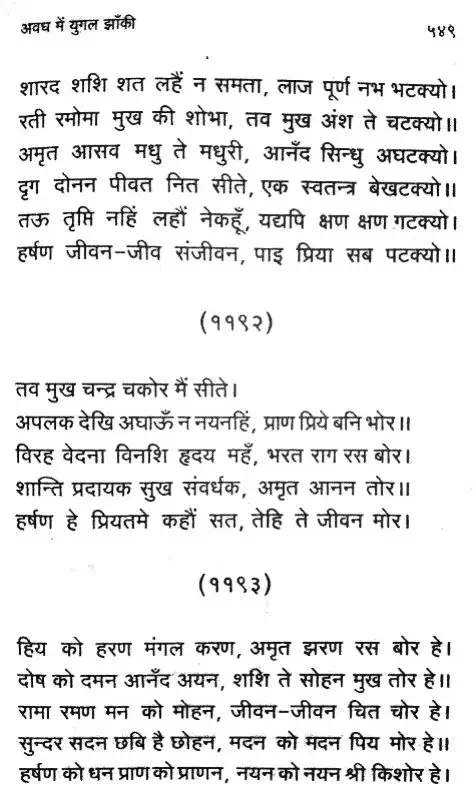 अवध में युगल झाँकी ५४९
शारद शशि शत लहैं न समता, लाज पूर्ण नभ भटक्यो।
रती रमोमा मुख की शोभा, तव मुख अंश ते चटक्यो॥
अमृत आसव मधु ते मधुरी, आनँद सिन्धु अघटक्यो।
दृग दोनन पीवत नित सीते, एक स्वतन्त्र बेखटक्यो॥
तऊ तृप्ति नहिं लहौं नेकहूँ, यद्यपि क्षण क्षण गटक्यो।
हर्षण जीवन-जीव संजीवन, पाइ प्रिया सब पटक्यो॥
(११९२)
तव मुख चन्द्र चकोर मैं सीते।
अपलक देखि अघाऊँ न नयनहिं, प्राण प्रिये बनि भोर॥
विरह वेदना विनशि हृदय महँ, भरत राग रस बोर।
शान्ति प्रदायक सुख संवर्धक, अमृत आनन तोर॥
हर्षण हे प्रियतमे कहौं सत, तेहि ते जीवन मोर।
(११९३)
हिय को हरण मंगल करण, अमृत झरण रस बोर हे।
दोष को दमन आनँद अयन, शशि ते सोहन मुख तोर हे॥
रामा रमण मन को मोहन, जीवन-जीवन चित चोर हे।
सुन्दर सदन छबि है छोहन, मदन को मदन पिय मोर हे॥
हर्षण को धन प्राण को प्राणन, नयन को नयन श्री किशोर हे।